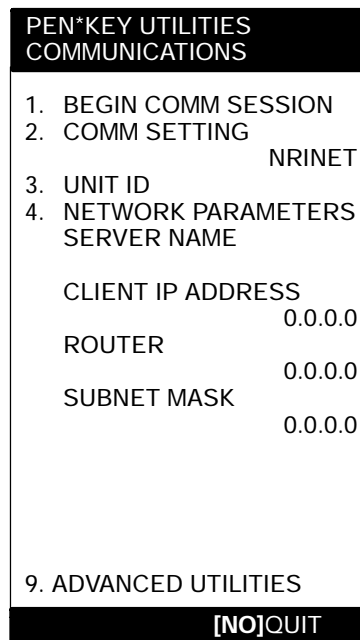 PEN*KEY UTILITIES
COMMUNICATIONS
1. BEGIN COMM SESSION
2. COMM SETTING
NRINET
3. UNIT ID
4. NETWORK PARAMETERS
SERVER NAME
CLIENT IP ADDRESS
0.0.0.0
ROUTER
0.0.0.0
SUBNET MASK
0.0.0.0
9. ADVANCED UTILITIES
[NO]QUIT